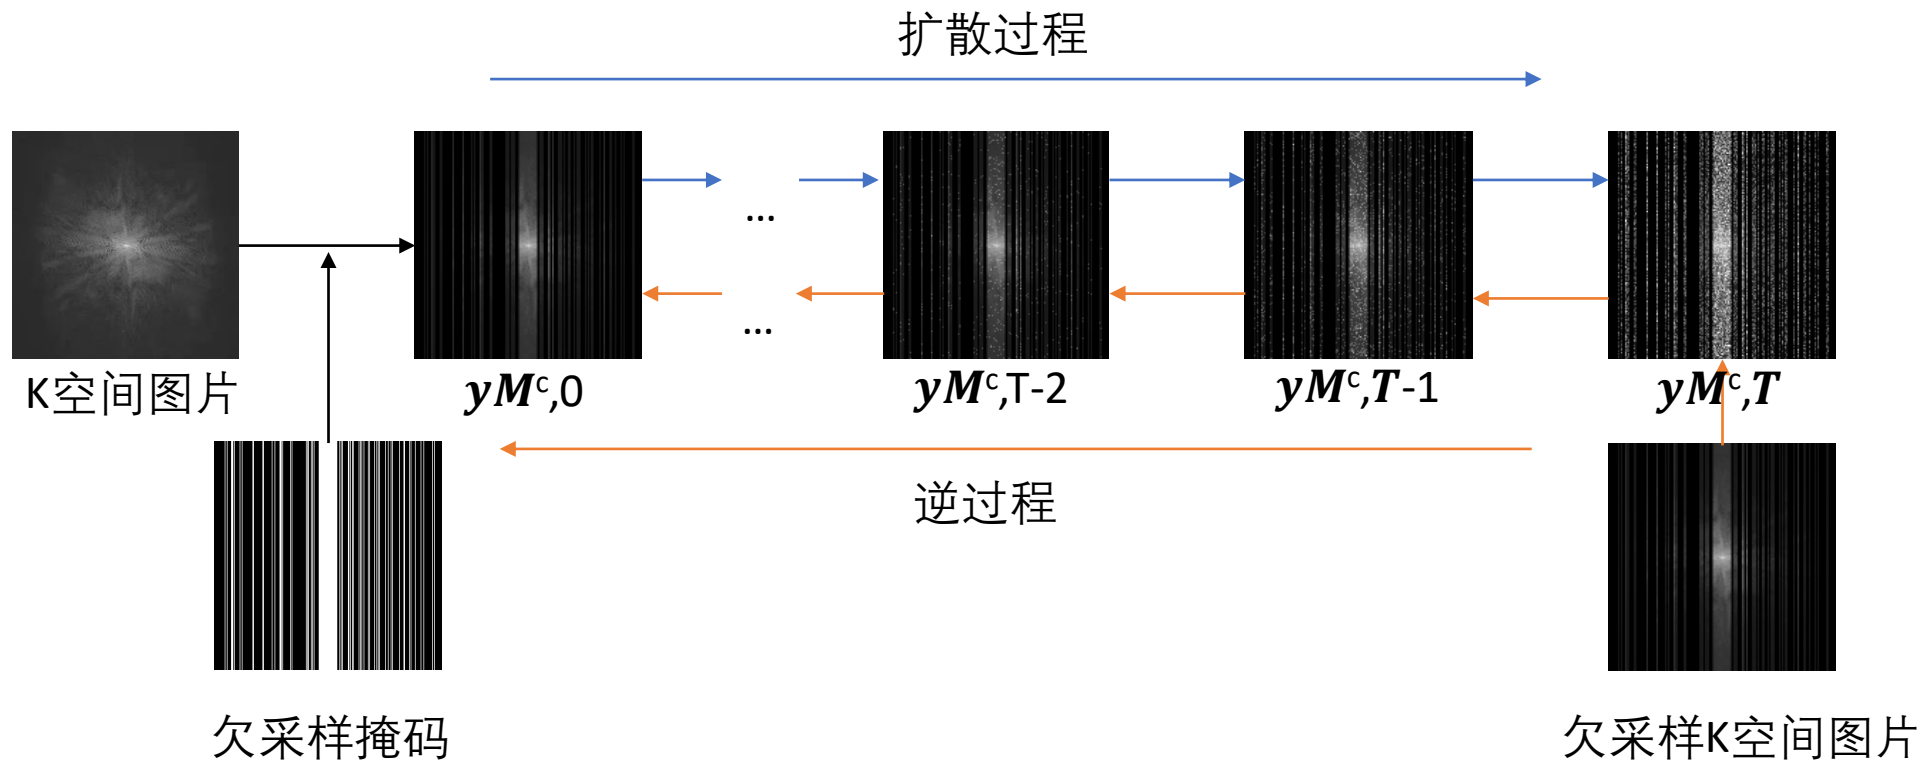 扩散过程
...
...
K空间图片
yMᶜ,0
yMᶜ,T-2
yMᶜ,T-1
yMᶜ,T
逆过程
欠采样掩码
欠采样K空间图片